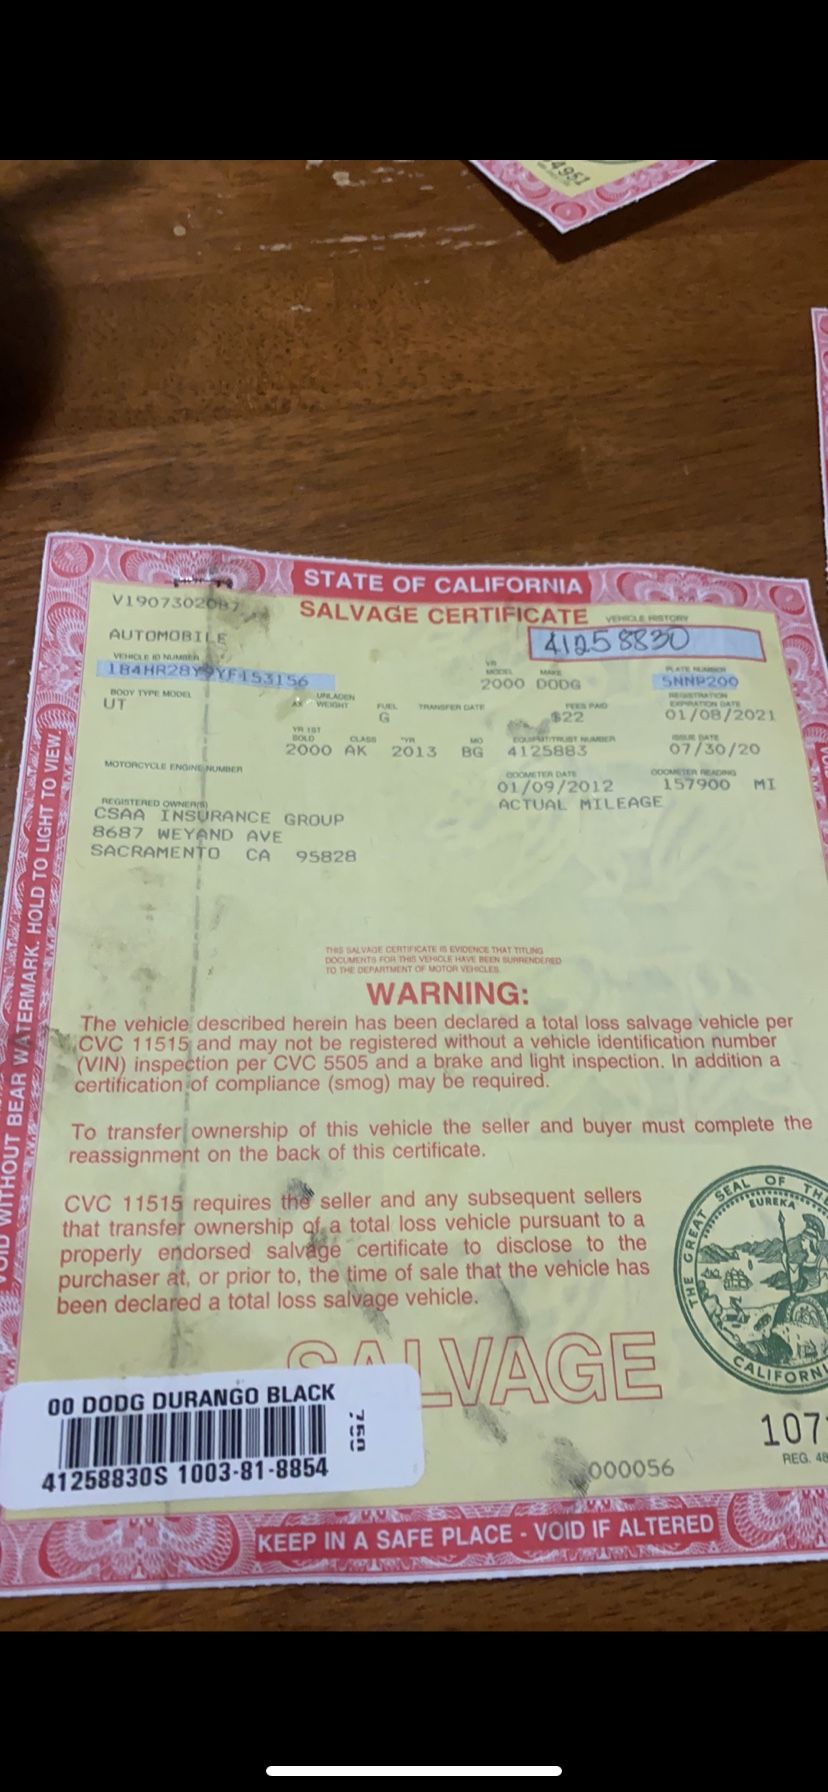 4951
STATE OF CALIFORNIA
V1907302087
SALVAGE CERTIFICATE
VEHICLE HISTORY
AUTOMOBILE
41258830
VEHICLE ID NUMBER
YR MODEL MAKE PLATE NUMBER
1B4HR28Y9YF153156 2000 DODG 5NNP200
BODY TYPE MODEL AX UNLADEN WEIGHT FUEL TRANSFER DATE FEES PAID REGISTRATION EXPIRATION DATE
UT G $22 01/08/2021
YR 1ST SOLD CLASS *YR MO EQUIPMT/TRUST NUMBER ISSUE DATE
2000 AK 2013 BG 4125883 07/30/20
MOTORCYCLE ENGINE NUMBER ODOMETER DATE ODOMETER READING
01/09/2012 157900 MI
ACTUAL MILEAGE
REGISTERED OWNER(S)
CSAA INSURANCE GROUP
8687 WEYAND AVE
SACRAMENTO CA 95828
THIS SALVAGE CERTIFICATE IS EVIDENCE THAT TITLING
DOCUMENTS FOR THIS VEHICLE HAVE BEEN SURRENDERED
TO THE DEPARTMENT OF MOTOR VEHICLES.
WARNING:
The vehicle described herein has been declared a total loss salvage vehicle per
CVC 11515 and may not be registered without a vehicle identification number
(VIN) inspection per CVC 5505 and a brake and light inspection. In addition a
certification of compliance (smog) may be required.
To transfer ownership of this vehicle the seller and buyer must complete the
reassignment on the back of this certificate.
CVC 11515 requires the seller and any subsequent sellers
that transfer ownership of a total loss vehicle pursuant to a
properly endorsed salvage certificate to disclose to the
purchaser at, or prior to, the time of sale that the vehicle has
been declared a total loss salvage vehicle.
THE GREAT SEAL OF TH
EUREKA
CALIFORNI
SALVAGE
00 DODG DURANGO BLACK
750
41258830S 1003-81-8854
107
REG. 48
000056
KEEP IN A SAFE PLACE - VOID IF ALTERED
VOID WITHOUT BEAR WATERMARK. HOLD TO LIGHT TO VIEW.